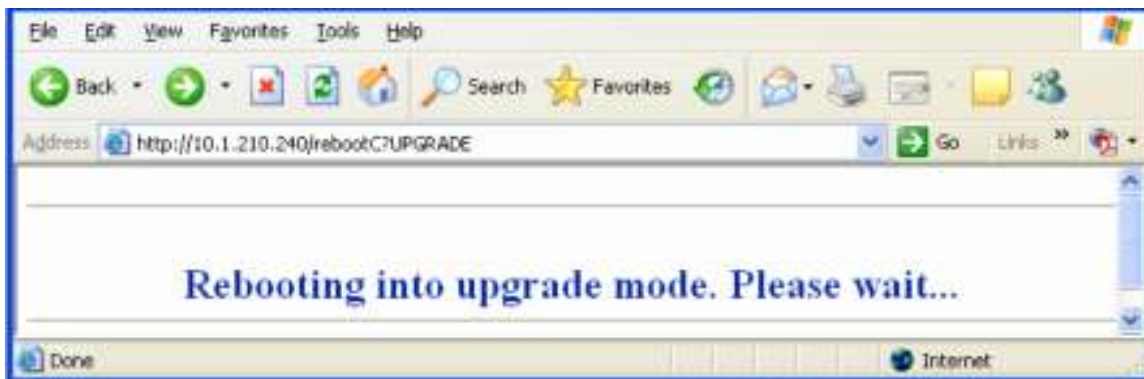 File Edit View Favorites Tools Help
Back Search Favorites
Address http://10.1.210.240/rebootC?UPGRADE Go Links »
Rebooting into upgrade mode. Please wait...
Done Internet